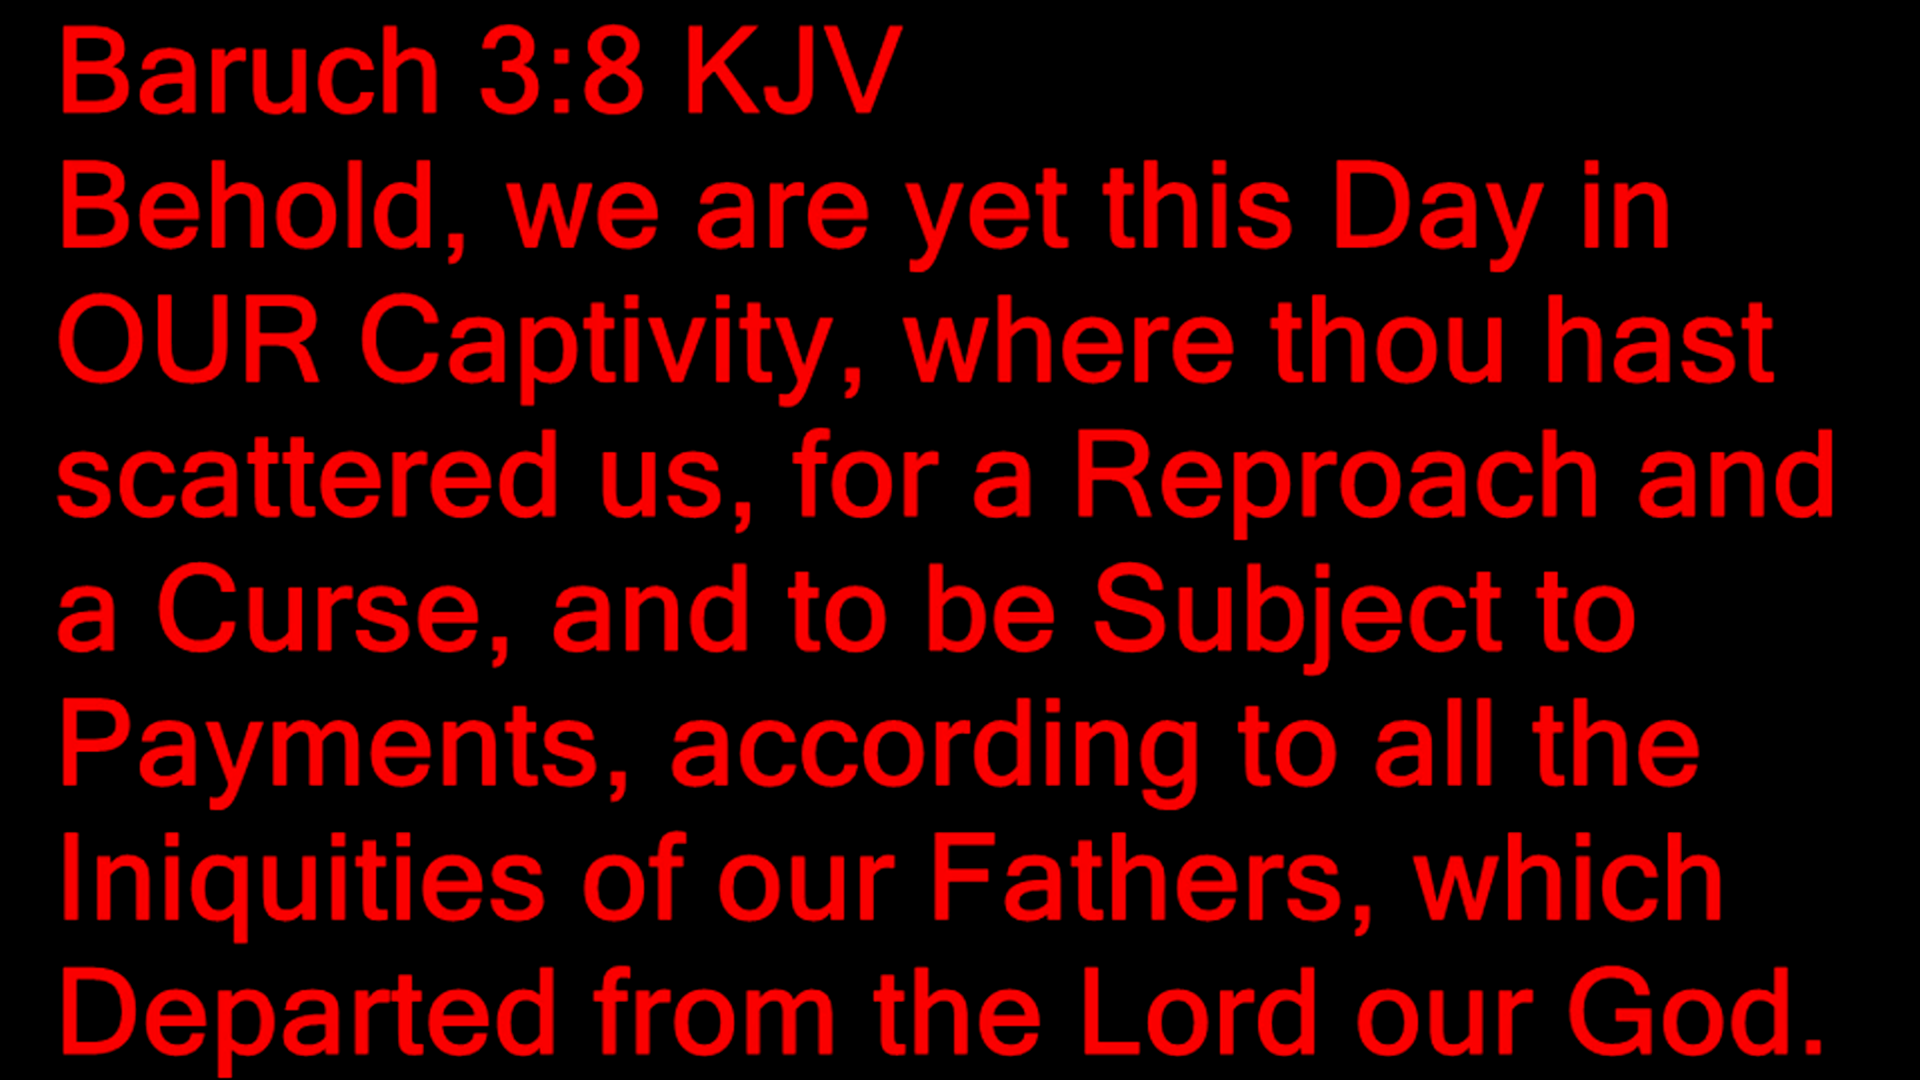 Baruch 3:8 KJV
Behold, we are yet this Day in
OUR Captivity, where thou hast
scattered us, for a Reproach and
a Curse, and to be Subject to
Payments, according to all the
Iniquities of our Fathers, which
Departed from the Lord our God.